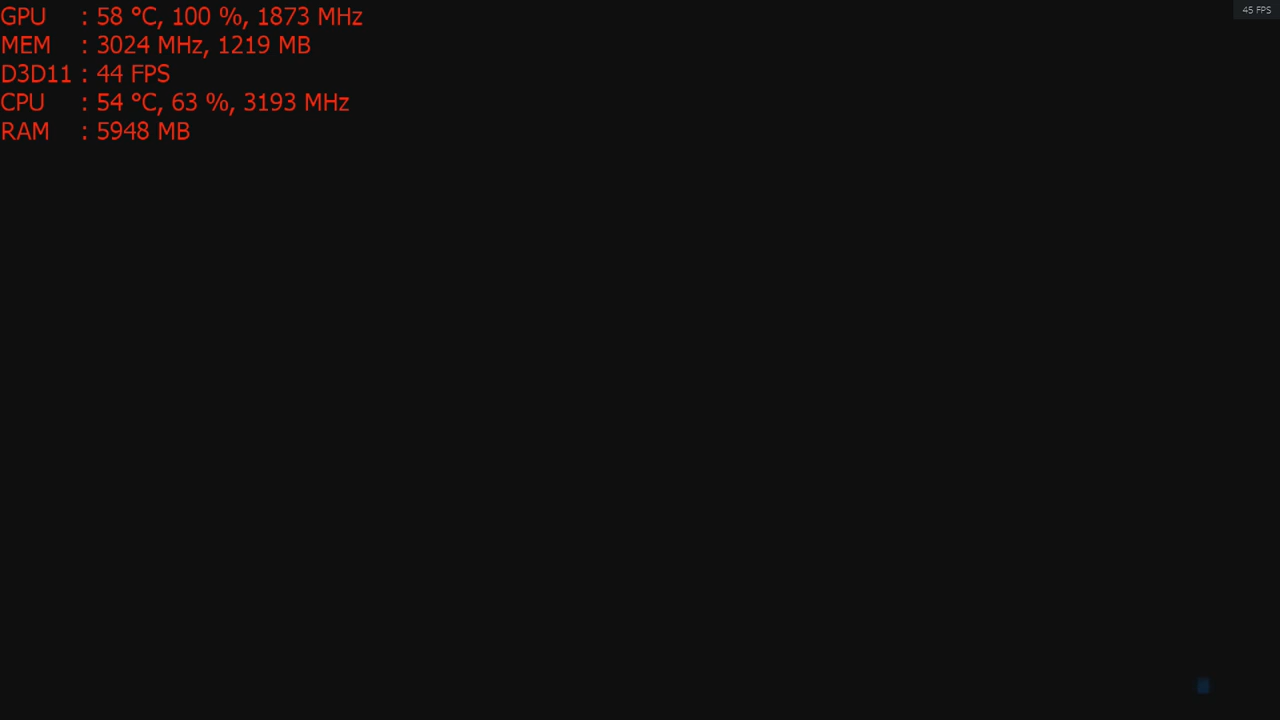 GPU : 58 °C, 100 %, 1873 MHz
45 FPS
MEM : 3024 MHz, 1219 MB
D3D11 : 44 FPS
CPU : 54 °C, 63 %, 3193 MHz
RAM : 5948 MB